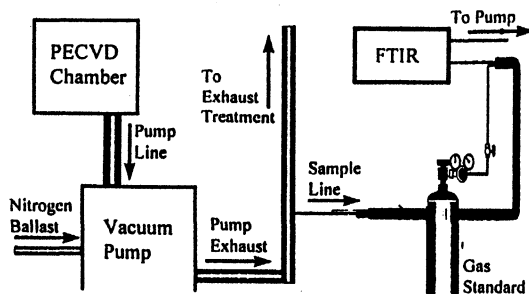 PECVD
Chamber
Pump
Line
Nitrogen
Ballast
Vacuum
Pump
Pump
Exhaust
To
Exhaust
Treatment
Sample
Line
FTIR
To Pump
Gas
Standard